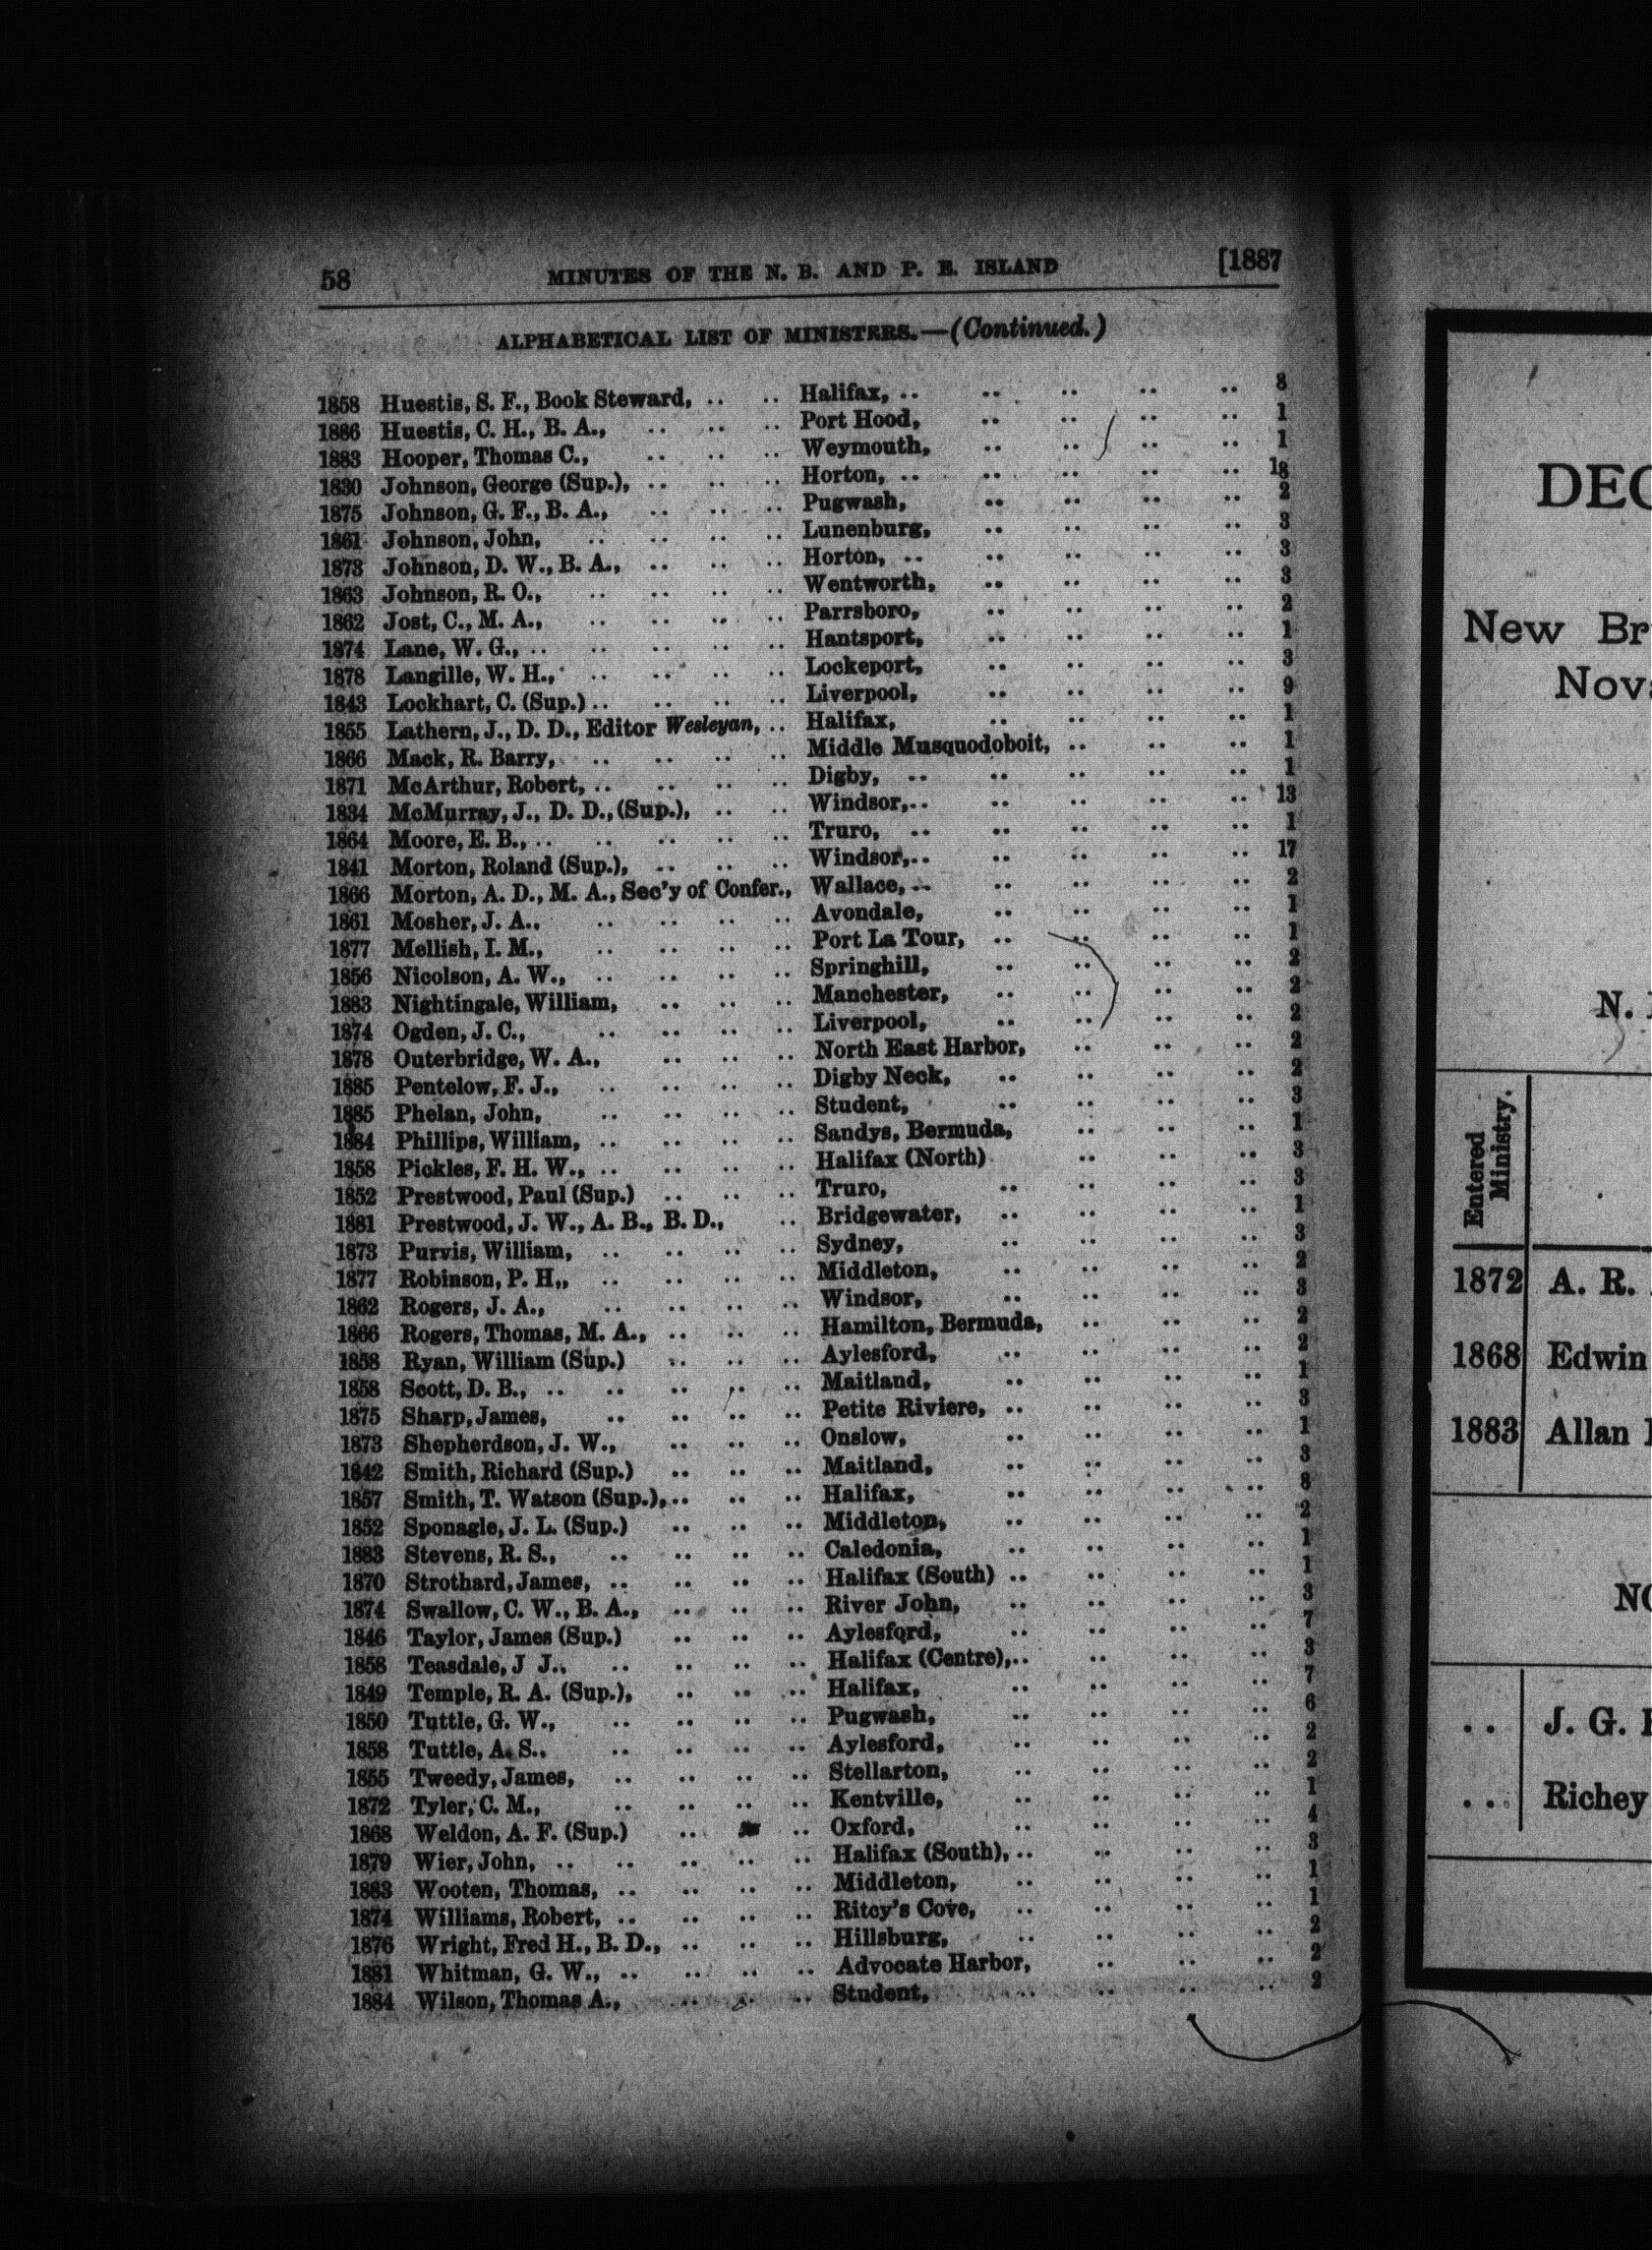 58 MINUTES OF THE N. B. AND P. E. ISLAND [1887
ALPHABETICAL LIST OF MINISTERS.—(Continued.)
1858 Huestis, S. F., Book Steward, .. .. Halifax, .. .. .. .. .. 8
1886 Huestis, C. H., B. A., .. .. .. Port Hood, .. .. .. .. 1
1883 Hooper, Thomas C., .. .. .. Weymouth, .. .. .. .. 1
1830 Johnson, George (Sup.), .. .. .. Horton, .. .. .. .. .. 18
1875 Johnson, G. F., B. A., .. .. .. Pugwash, .. .. .. .. 2
1861 Johnson, John, .. .. .. .. Lunenburg, .. .. .. .. 3
1873 Johnson, D. W., B. A., .. .. .. Horton, .. .. .. .. .. 3
1863 Johnson, R. O., .. .. .. .. Wentworth, .. .. .. .. 3
1862 Jost, C., M. A., .. .. .. .. Parrsboro, .. .. .. .. 2
1874 Lane, W. G., .. .. .. .. .. Hantsport, .. .. .. .. 1
1878 Langille, W. H., .. .. .. .. Lockeport, .. .. .. .. 3
1843 Lockhart, C. (Sup.) .. .. .. .. Liverpool, .. .. .. .. 9
1855 Lathern, J., D. D., Editor Wesleyan, .. Halifax, .. .. .. .. 1
1866 Mack, R. Barry, .. .. .. .. Middle Musquodoboit, .. .. .. 1
1871 McArthur, Robert, .. .. .. .. Digby, .. .. .. .. .. 1
1834 McMurray, J., D. D., (Sup.), .. .. Windsor, .. .. .. .. .. 13
1864 Moore, E. B., .. .. .. .. .. Truro, .. .. .. .. .. 1
1841 Morton, Roland (Sup.), .. .. .. Windsor, .. .. .. .. .. 17
1866 Morton, A. D., M. A., Sec'y of Confer., Wallace, .. .. .. .. .. 2
1861 Mosher, J. A.. .. .. .. .. Avondale, .. .. .. .. 1
1877 Mellish, I. M., .. .. .. .. Port La Tour, .. .. .. .. 1
1856 Nicolson, A. W., .. .. .. .. Springhill, .. .. .. .. 2
1883 Nightingale, William, .. .. .. Manchester, .. .. .. .. 2
1874 Ogden, J. C., .. .. .. .. Liverpool, .. .. .. .. 2
1878 Outerbridge, W. A., .. .. .. North East Harbor, .. .. .. 2
1885 Pentelow, F. J., .. .. .. .. Digby Neck, .. .. .. .. 2
1885 Phelan, John, .. .. .. .. Student, .. .. .. .. 3
1884 Phillips, William, .. .. .. .. Sandys, Bermuda, .. .. .. 1
1858 Pickles, F. H. W., .. .. .. .. Halifax (North) .. .. .. 3
1852 Prestwood, Paul (Sup.) .. .. .. Truro, .. .. .. .. 3
1881 Prestwood, J. W., A. B., B. D., .. Bridgewater, .. .. .. .. 1
1873 Purvis, William, .. .. .. .. Sydney, .. .. .. .. 3
1877 Robinson, P. H,, .. .. .. .. Middleton, .. .. .. .. 2
1862 Rogers, J. A., .. .. .. .. Windsor, .. .. .. .. 3
1866 Rogers, Thomas, M. A., .. .. .. Hamilton, Bermuda, .. .. .. 2
1858 Ryan, William (Sup.) .. .. .. Aylesford, .. .. .. .. 2
1858 Scott, D. B., .. .. .. .. .. Maitland, .. .. .. .. 1
1875 Sharp, James, .. .. .. .. Petite Riviere, .. .. .. .. 3
1873 Shepherdson, J. W., .. .. .. Onslow, .. .. .. .. 1
1842 Smith, Richard (Sup.) .. .. .. Maitland, .. .. .. .. 3
1857 Smith, T. Watson (Sup.), .. .. .. Halifax, .. .. .. .. 8
1852 Sponagle, J. L. (Sup.) .. .. .. Middleton, .. .. .. .. 2
1883 Stevens, R. S., .. .. .. .. Caledonia, .. .. .. .. 1
1870 Strothard, James, .. .. .. .. Halifax (South) .. .. .. .. 1
1874 Swallow, C. W., B. A., .. .. .. River John, .. .. .. .. 3
1846 Taylor, James (Sup.) .. .. .. Aylesford, .. .. .. .. 7
1858 Teasdale, J J.. .. .. .. .. Halifax (Centre), .. .. .. .. 3
1849 Temple, R. A. (Sup.), .. .. .. Halifax, .. .. .. .. 7
1850 Tuttle, G. W., .. .. .. .. Pugwash, .. .. .. .. 6
1858 Tuttle, A. S.. .. .. .. .. Aylesford, .. .. .. .. 2
1855 Tweedy, James, .. .. .. .. Stellarton, .. .. .. .. 2
1872 Tyler, C. M., .. .. .. .. Kentville, .. .. .. .. 1
1868 Weldon, A. F. (Sup.) .. .. .. Oxford, .. .. .. .. 4
1879 Wier, John, .. .. .. .. .. Halifax (South), .. .. .. .. 3
1883 Wooten, Thomas, .. .. .. .. Middleton, .. .. .. .. 1
1874 Williams, Robert, .. .. .. .. Ritcy's Cove, .. .. .. .. 1
1876 Wright, Fred H., B. D., .. .. .. Hillsburg, .. .. .. .. 2
1881 Whitman, G. W., .. .. .. .. Advocate Harbor, .. .. .. 2
1884 Wilson, Thomas A., .. .. .. Student, .. .. .. .. 2
DEC
New Br
Nov
N.
Entered
Ministry.
1872 A. R.
1868 Edwin
1883 Allan
NO
.. J. G.
.. Richey